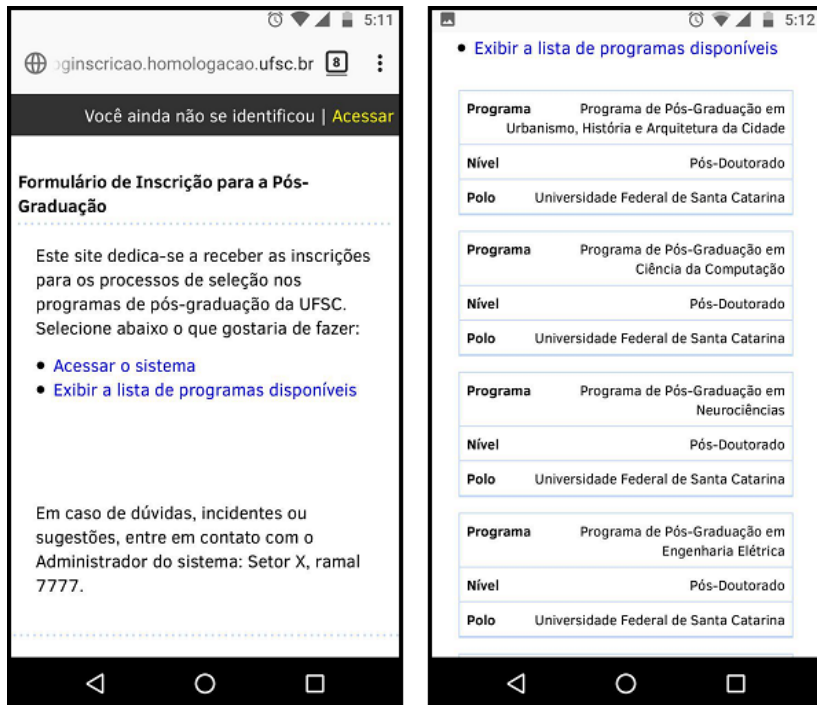 5:11
oginscricao.homologacao.ufsc.br 8
Você ainda não se identificou | Acessar
Formulário de Inscrição para a Pós-
Graduação
Este site dedica-se a receber as inscrições
para os processos de seleção nos
programas de pós-graduação da UFSC.
Selecione abaixo o que gostaria de fazer:
• Acessar o sistema
• Exibir a lista de programas disponíveis
Em caso de dúvidas, incidentes ou
sugestões, entre em contato com o
Administrador do sistema: Setor X, ramal
7777.
5:12
• Exibir a lista de programas disponíveis
Programa Programa de Pós-Graduação em
Urbanismo, História e Arquitetura da Cidade
Nível Pós-Doutorado
Polo Universidade Federal de Santa Catarina
Programa Programa de Pós-Graduação em
Ciência da Computação
Nível Pós-Doutorado
Polo Universidade Federal de Santa Catarina
Programa Programa de Pós-Graduação em
Neurociências
Nível Pós-Doutorado
Polo Universidade Federal de Santa Catarina
Programa Programa de Pós-Graduação em
Engenharia Elétrica
Nível Pós-Doutorado
Polo Universidade Federal de Santa Catarina